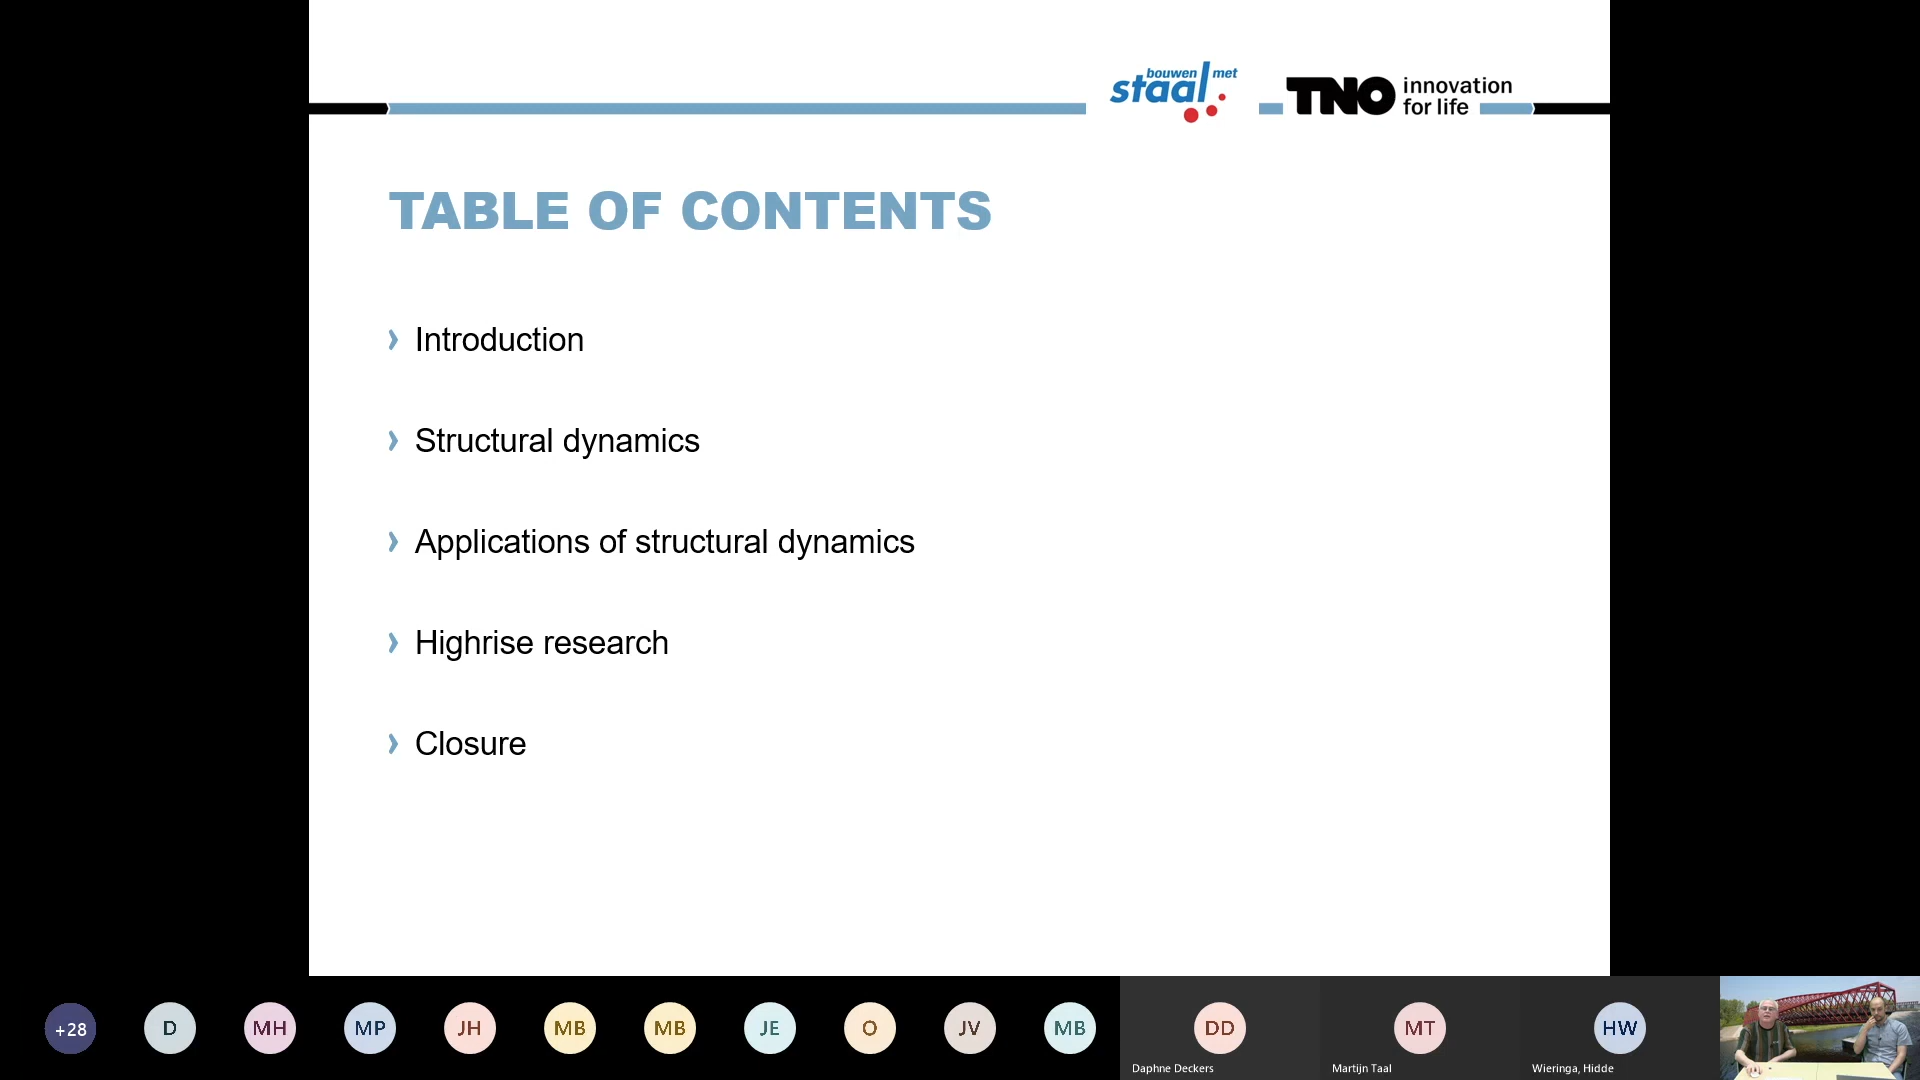 bouwen met
staal
TNO innovation
for life
TABLE OF CONTENTS
Introduction
Structural dynamics
Applications of structural dynamics
Highrise research
Closure
+28
D
MH
MP
JH
MB
MB
JE
O
JV
MB
DD
MT
HW
Daphne Deckers
Martijn Taal
Wieringa, Hidde